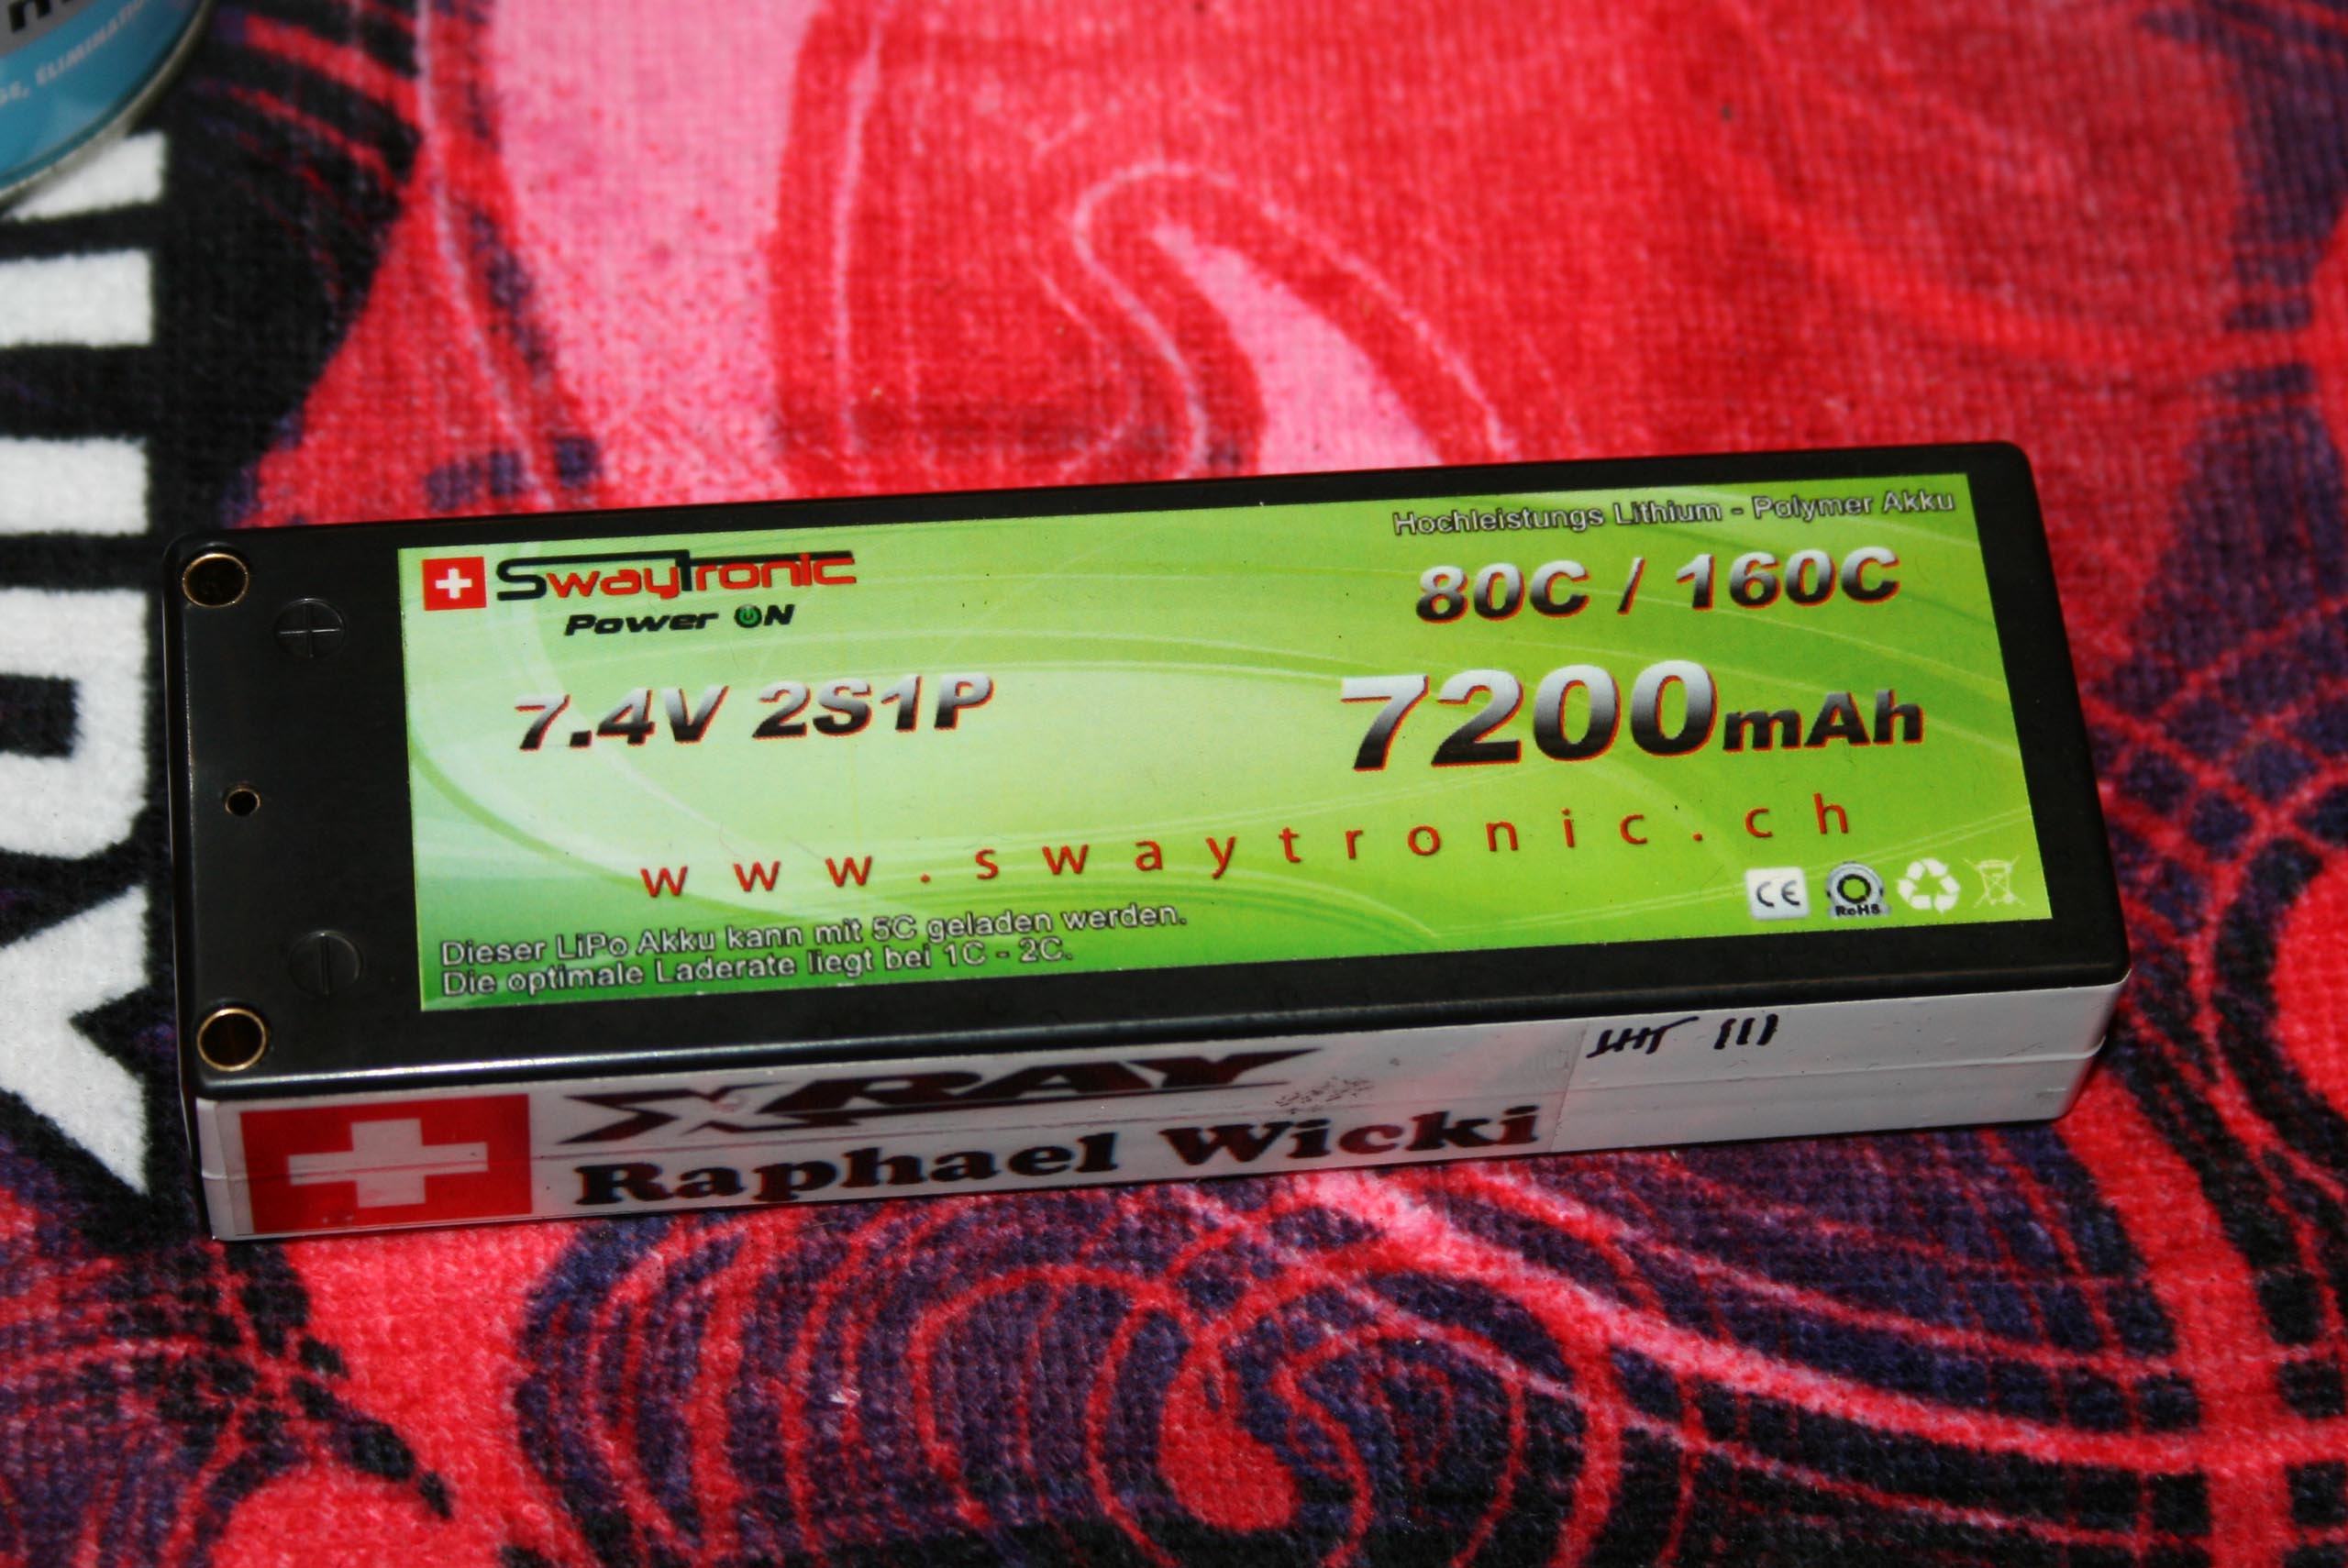 SwayTronic
Power ON
Hochleistungs Lithium - Polymer Akku
80C / 160C
7.4V 2S1P
7200mAh
www.swaytronic.ch
CE
RoHS
Dieser LiPo Akku kann mit 5C geladen werden.
Die optimale Laderate liegt bei 1C - 2C.
XRAY
Raphael Wicki